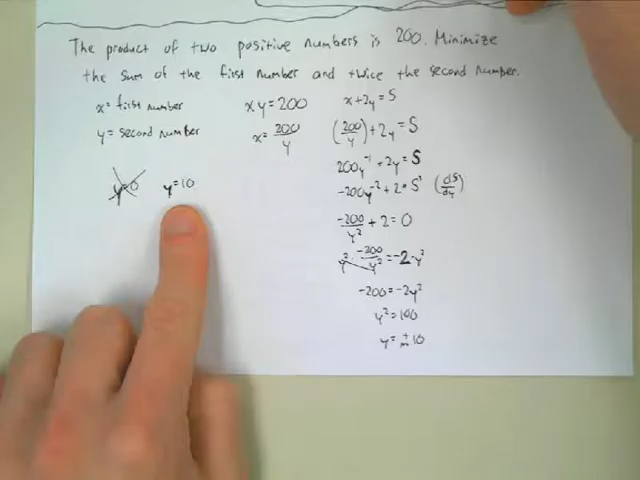 The product of two positive numbers is 200. Minimize
the sum of the first number and twice the second number.
x = first number
y = second number
y=0
y=10
xy = 200
x = 200/y
x + 2y = S
(200/y) + 2y = S
200y⁻¹ + 2y = S
-200y⁻² + 2 = S' (dS/dy)
-200/y² + 2 = 0
y² · -200/y² = -2 · y²
-200 = -2y²
y² = 100
y = ± 10